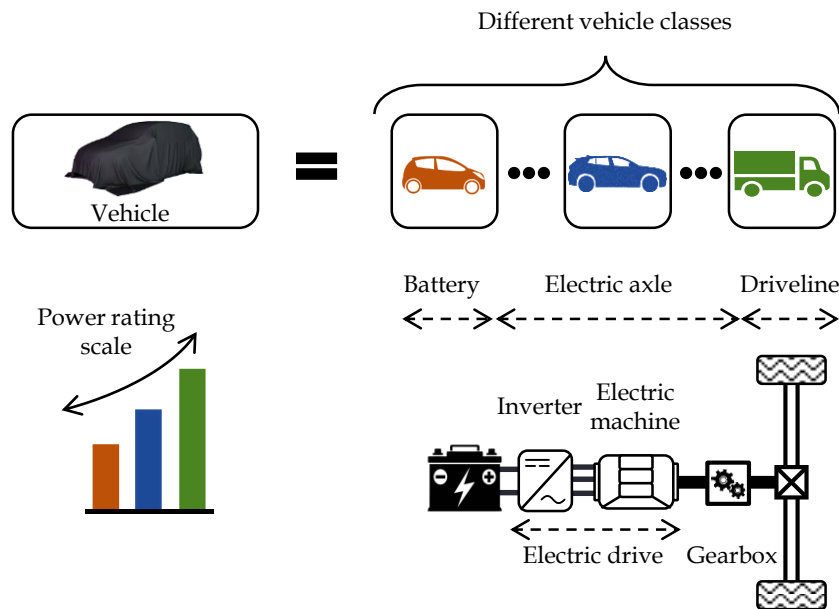 Different vehicle classes
Vehicle
Battery
Electric axle
Driveline
Power rating
scale
Inverter
Electric
machine
Electric drive
Gearbox